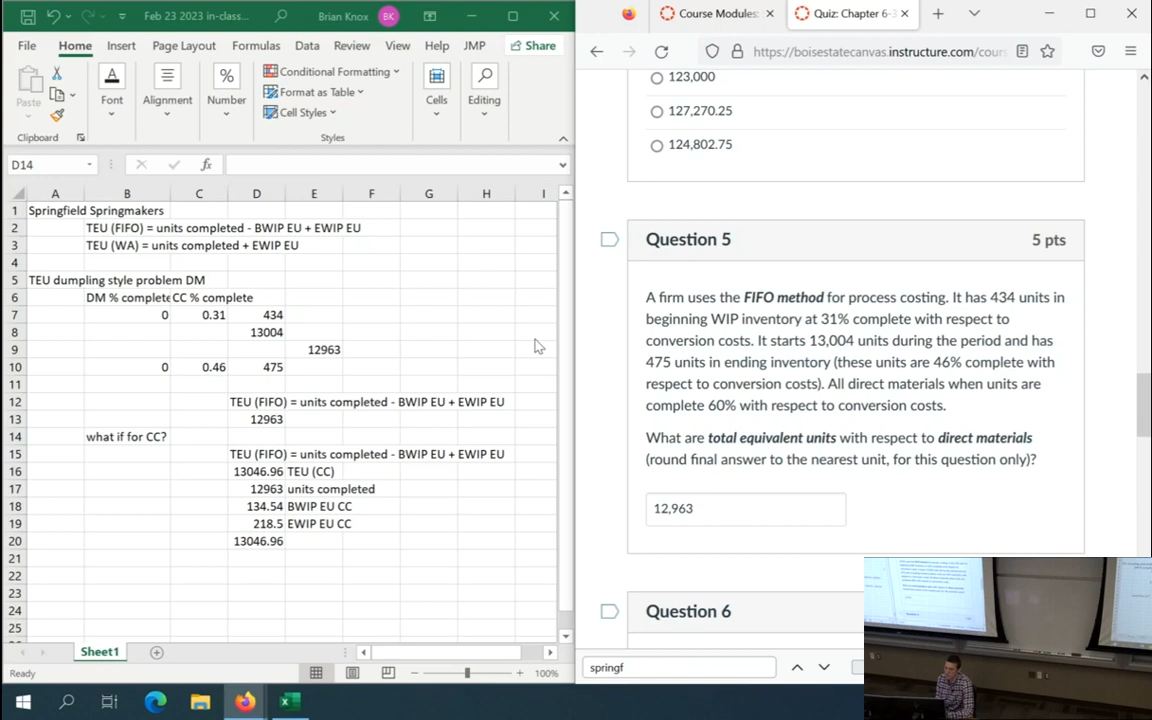 Feb 23 2023 in-class...
Brian Knox
BK
File
Home
Insert
Page Layout
Formulas
Data
Review
View
Help
JMP
Share
Paste
Clipboard
Font
Alignment
Number
Conditional Formatting
Format as Table
Cell Styles
Styles
Cells
Editing
D14
fx
A B C D E F G H I
1 Springfield Springmakers
2 TEU (FIFO) = units completed - BWIP EU + EWIP EU
3 TEU (WA) = units completed + EWIP EU
4
5 TEU dumpling style problem DM
6 DM % complete CC % complete
7 0 0.31 434
8 13004
9 12963
10 0 0.46 475
11
12 TEU (FIFO) = units completed - BWIP EU + EWIP EU
13 12963
14 what if for CC?
15 TEU (FIFO) = units completed - BWIP EU + EWIP EU
16 13046.96 TEU (CC)
17 12963 units completed
18 134.54 BWIP EU CC
19 218.5 EWIP EU CC
20 13046.96
21
22
23
24
25
Sheet1
Ready
100%
Course Modules:
Quiz: Chapter 6-3
https://boisestatecanvas.instructure.com/cours
123,000
127,270.25
124,802.75
Question 5
5 pts
A firm uses the FIFO method for process costing. It has 434 units in
beginning WIP inventory at 31% complete with respect to
conversion costs. It starts 13,004 units during the period and has
475 units in ending inventory (these units are 46% complete with
respect to conversion costs). All direct materials when units are
complete 60% with respect to conversion costs.
What are total equivalent units with respect to direct materials
(round final answer to the nearest unit, for this question only)?
12,963
Question 6
springf